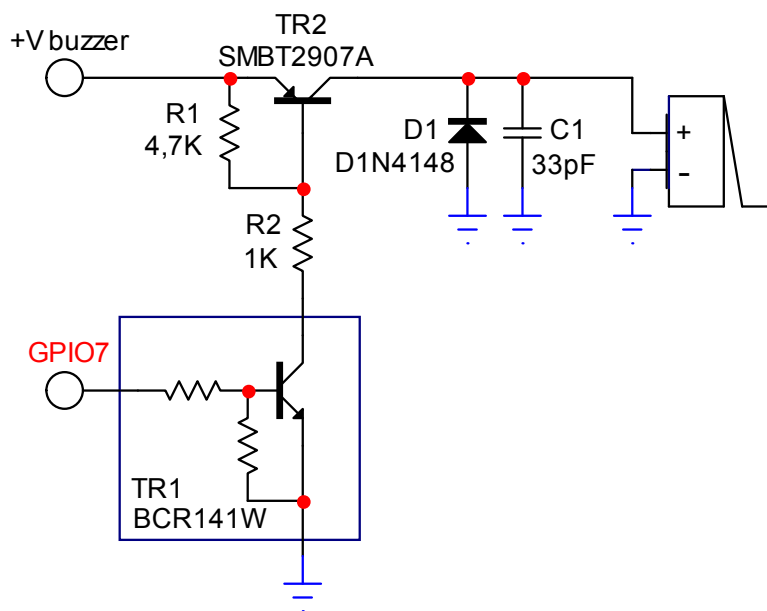 TR2
+V buzzer
SMBT2907A
R1
4,7K
D1
D1N4148
C1
33pF
+
-
R2
1K
GPIO7
TR1
BCR141W